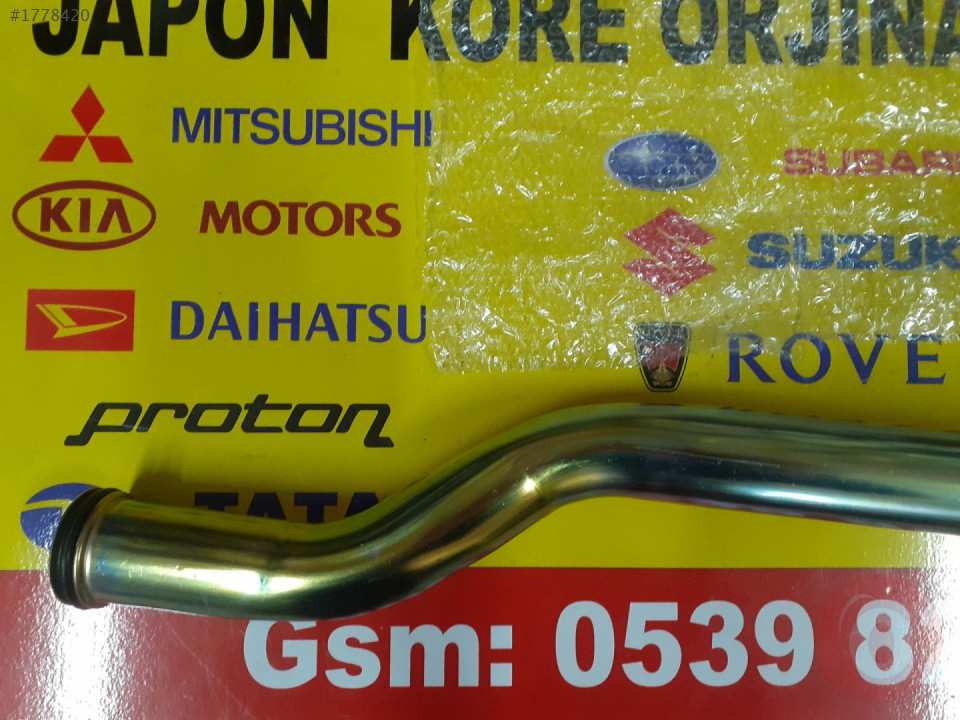 #1778420
JAPON KORE ORJINA
MITSUBISHI
SUBAR
KIA MOTORS
SUZUK
DAIHATSU
ROVE
proton
TATA
Gsm: 0539 8